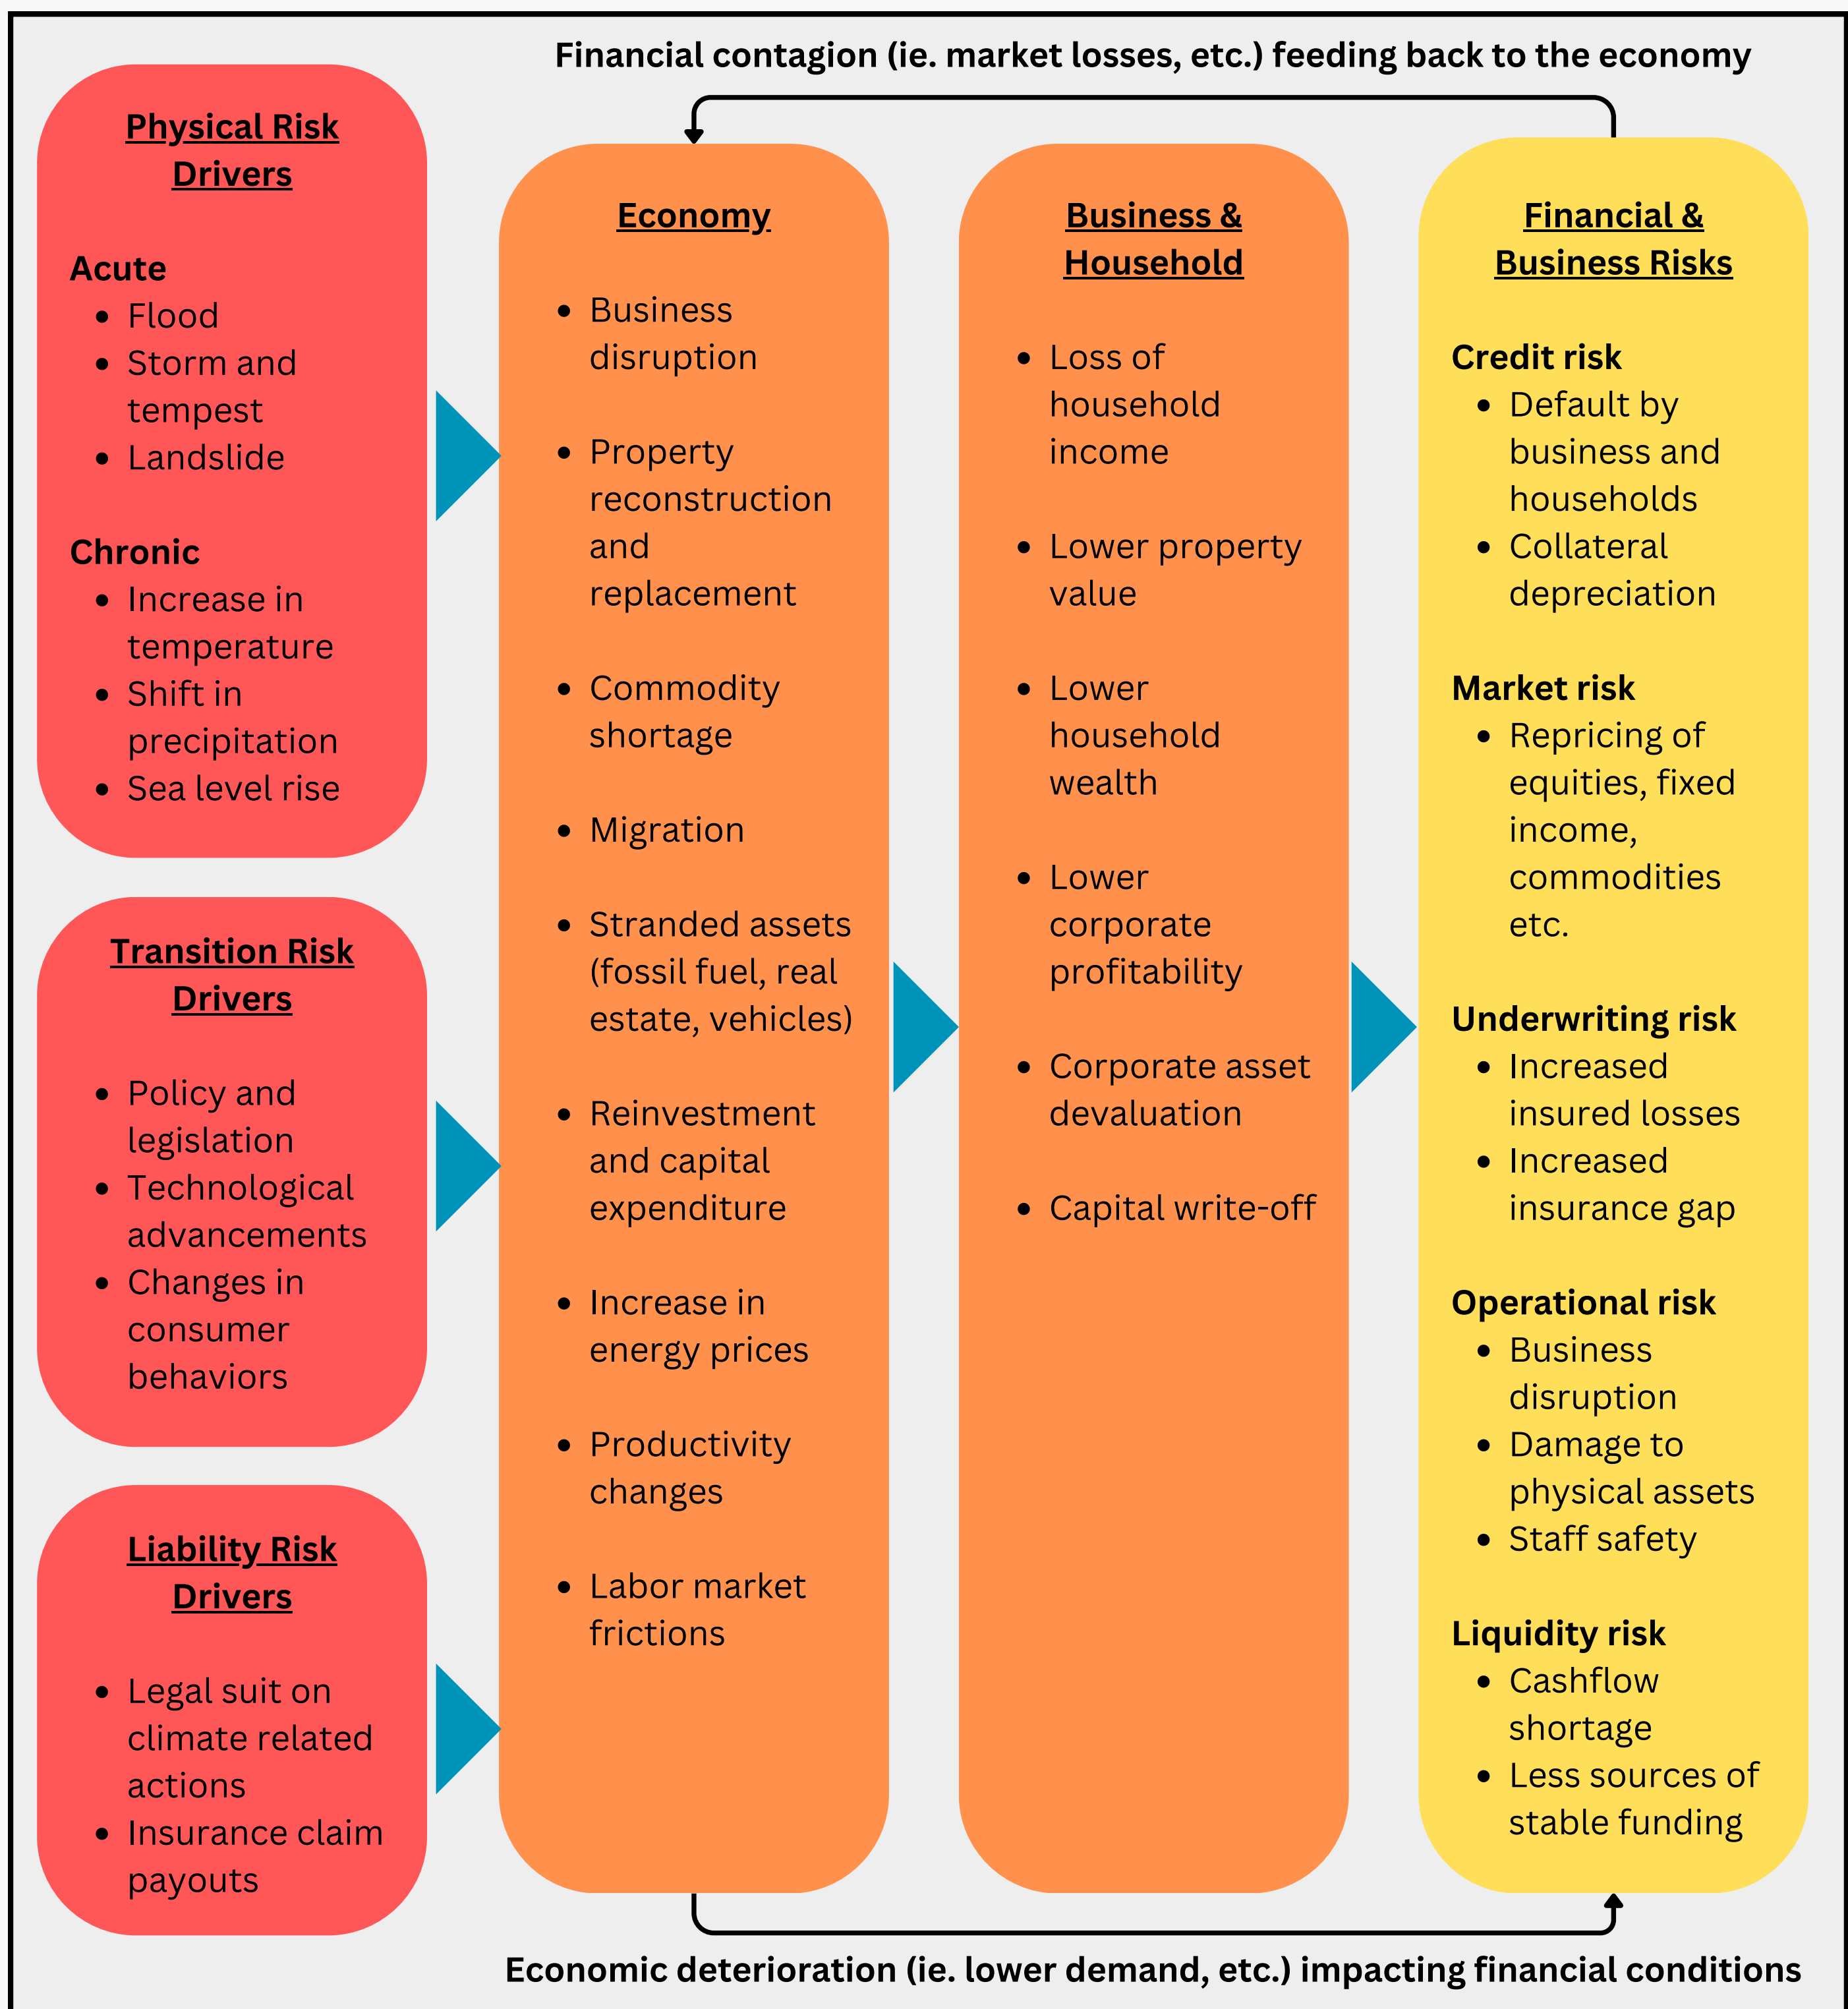 Financial contagion (ie. market losses, etc.) feeding back to the economy
Physical Risk
Drivers
Acute
• Flood
• Storm and
tempest
• Landslide
Chronic
• Increase in
temperature
• Shift in
precipitation
• Sea level rise
Transition Risk
Drivers
• Policy and
legislation
• Technological
advancements
• Changes in
consumer
behaviors
Liability Risk
Drivers
• Legal suit on
climate related
actions
• Insurance claim
payouts
Economy
• Business
disruption
• Property
reconstruction
and
replacement
• Commodity
shortage
• Migration
• Stranded assets
(fossil fuel, real
estate, vehicles)
• Reinvestment
and capital
expenditure
• Increase in
energy prices
• Productivity
changes
• Labor market
frictions
Business &
Household
• Loss of
household
income
• Lower property
value
• Lower
household
wealth
• Lower
corporate
profitability
• Corporate asset
devaluation
• Capital write-off
Financial &
Business Risks
Credit risk
• Default by
business and
households
• Collateral
depreciation
Market risk
• Repricing of
equities, fixed
income,
commodities
etc.
Underwriting risk
• Increased
insured losses
• Increased
insurance gap
Operational risk
• Business
disruption
• Damage to
physical assets
• Staff safety
Liquidity risk
• Cashflow
shortage
• Less sources of
stable funding
Economic deterioration (ie. lower demand, etc.) impacting financial conditions